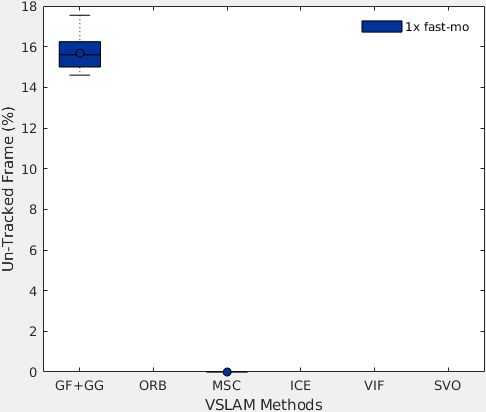 18
16
14
12
10
8
6
4
2
0
Un-Tracked Frame (%)
1x fast-mo
GF+GG ORB MSC ICE VIF SVO
VSLAM Methods